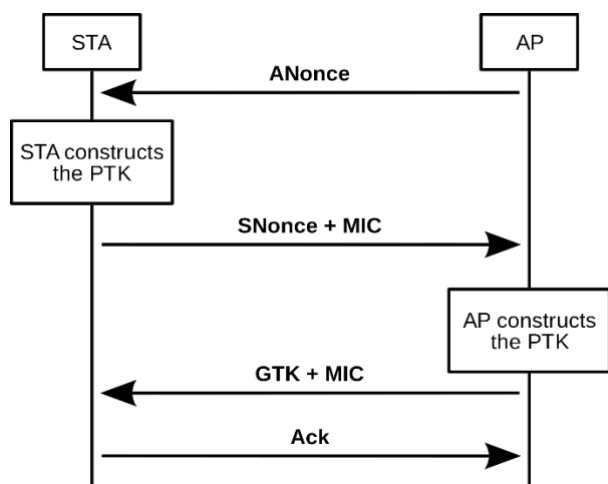 STA
AP
ANonce
STA constructs
the PTK
SNonce + MIC
AP constructs
the PTK
GTK + MIC
Ack